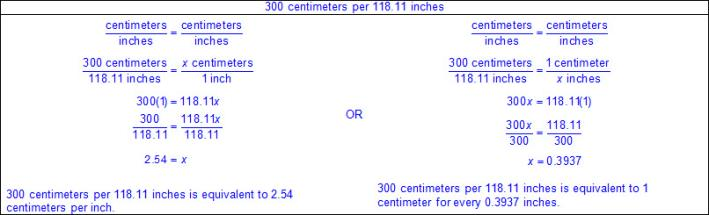 300 centimeters per 118.11 inches
centimeters/inches = centimeters/inches
300 centimeters/118.11 inches = x centimeters/1 inch
300(1) = 118.11x
300/118.11 = 118.11x/118.11
2.54 = x
300 centimeters per 118.11 inches is equivalent to 2.54
centimeters per inch.
OR
centimeters/inches = centimeters/inches
300 centimeters/118.11 inches = 1 centimeter/x inches
300x = 118.11(1)
300x/300 = 118.11/300
x = 0.3937
300 centimeters per 118.11 inches is equivalent to 1
centimeter for every 0.3937 inches.